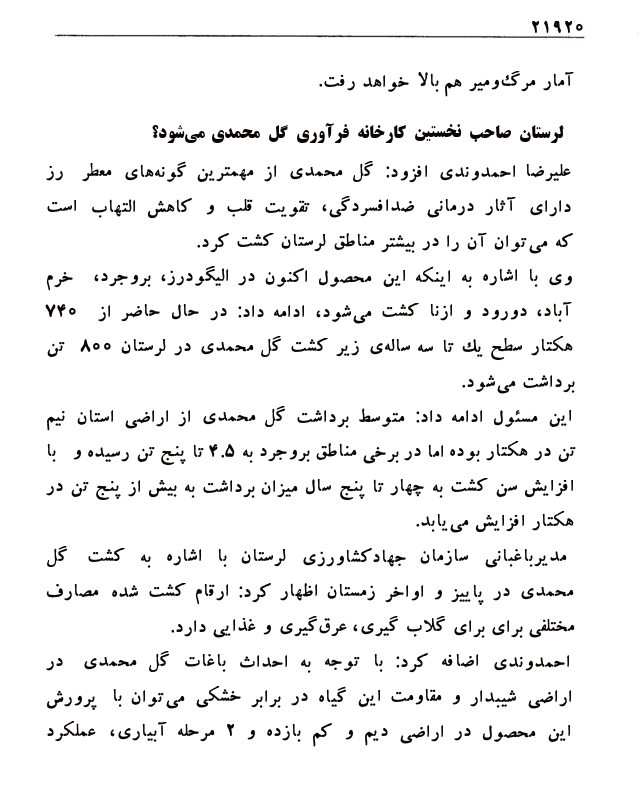 ۲۱۹۲۰
آمار مرگ‌ومیر هم بالا خواهد رفت.
لرستان صاحب نخستین کارخانه فرآوری گل محمدی می‌شود؟
علیرضا احمدوندی افزود: گل محمدی از مهمترین گونه‌های معطر رز
دارای آثار درمانی ضدافسردگی، تقویت قلب و کاهش التهاب است
که می‌توان آن را در بیشتر مناطق لرستان کشت کرد.
وی با اشاره به اینکه این محصول اکنون در الیگودرز، بروجرد، خرم
آباد، دورود و ازنا کشت می‌شود، ادامه داد: در حال حاضر از ۷۴۰
هکتار سطح یك تا سه ساله‌ی زیر کشت گل محمدی در لرستان ۸۰۰ تن
برداشت می‌شود.
این مسئول ادامه داد: متوسط برداشت گل محمدی از اراضی استان نیم
تن در هکتار بوده اما در برخی مناطق بروجرد به ۴.۵ تا پنج تن رسیده و با
افزایش سن کشت به چهار تا پنج سال میزان برداشت به بیش از پنج تن در
هکتار افزایش می‌یابد.
مدیرباغبانی سازمان جهادکشاورزی لرستان با اشاره به کشت گل
محمدی در پاییز و اواخر زمستان اظهار کرد: ارقام کشت شده مصارف
مختلفی برای برای گلاب گیری، عرق‌گیری و غذایی دارد.
احمدوندی اضافه کرد: با توجه به احداث باغات گل محمدی در
اراضی شیبدار و مقاومت این گیاه در برابر خشکی می‌توان با پرورش
این محصول در اراضی دیم و کم بازده و ۲ مرحله آبیاری، عملکرد